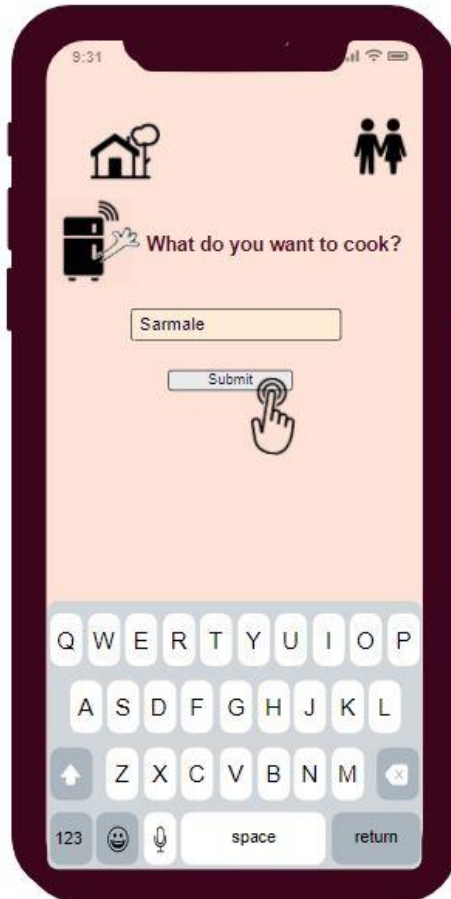 9:31
What do you want to cook?
Sarmale
Submit
Q W E R T Y U I O P
A S D F G H J K L
Z X C V B N M
123 space return